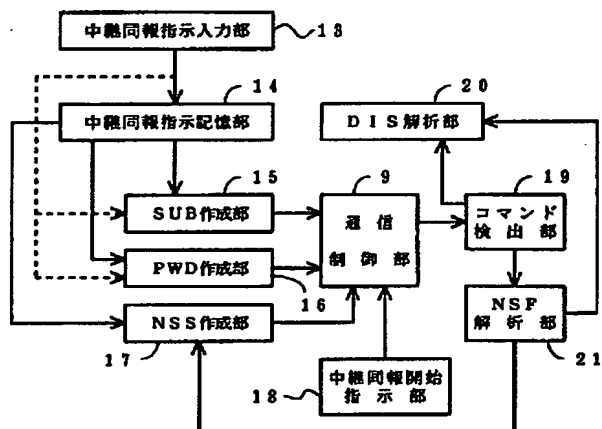 中継同報指示入力部
13
14
20
中継同報指示記憶部
DIS解析部
15
9
19
SUB作成部
通信
制御部
コマンド
検出部
PWD作成部
16
NSS作成部
NSF
解析部
17
21
中継同報開始
指示部
18